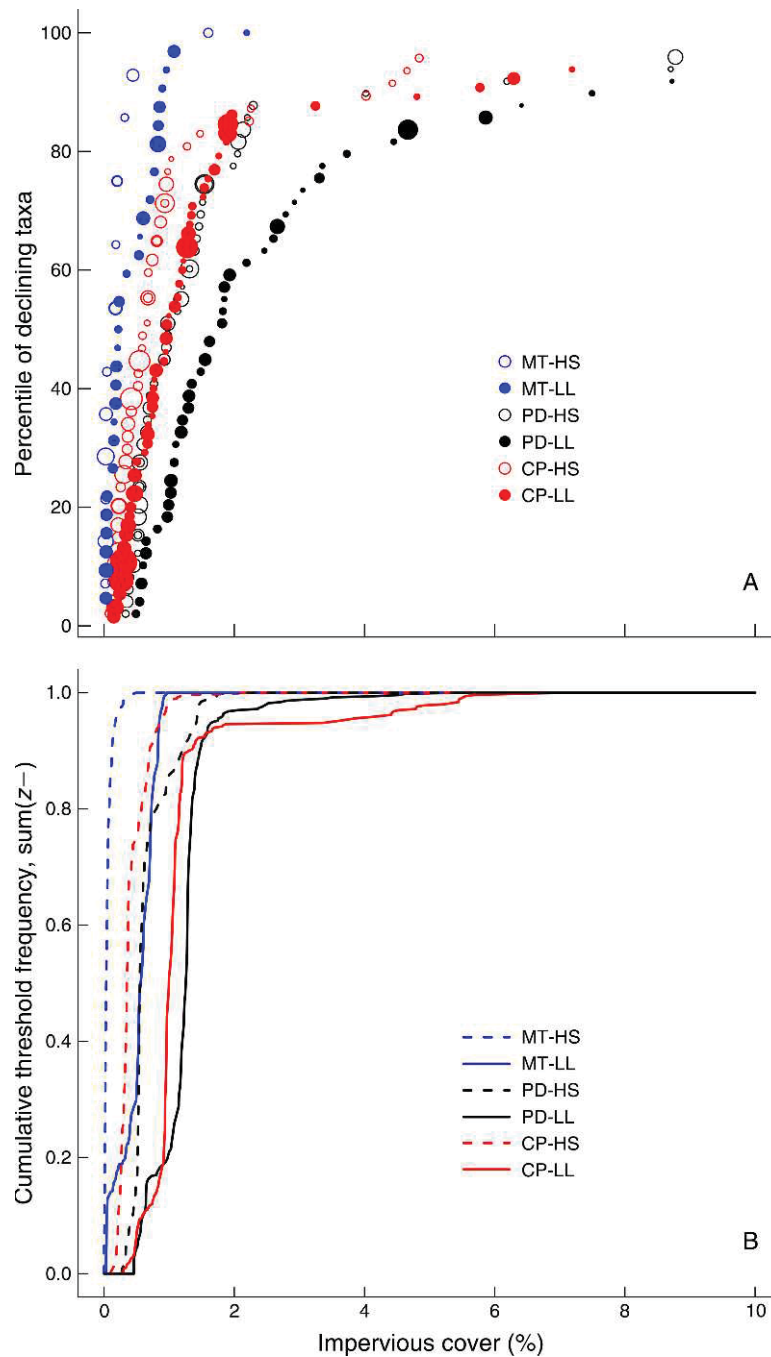 100
80
60
40
20
0
Percentile of declining taxa
MT-HS
MT-LL
PD-HS
PD-LL
CP-HS
CP-LL
A
1.0
0.8
0.6
0.4
0.2
0.0
Cumulative threshold frequency, sum(z−)
MT-HS
MT-LL
PD-HS
PD-LL
CP-HS
CP-LL
B
0 2 4 6 8 10
Impervious cover (%)